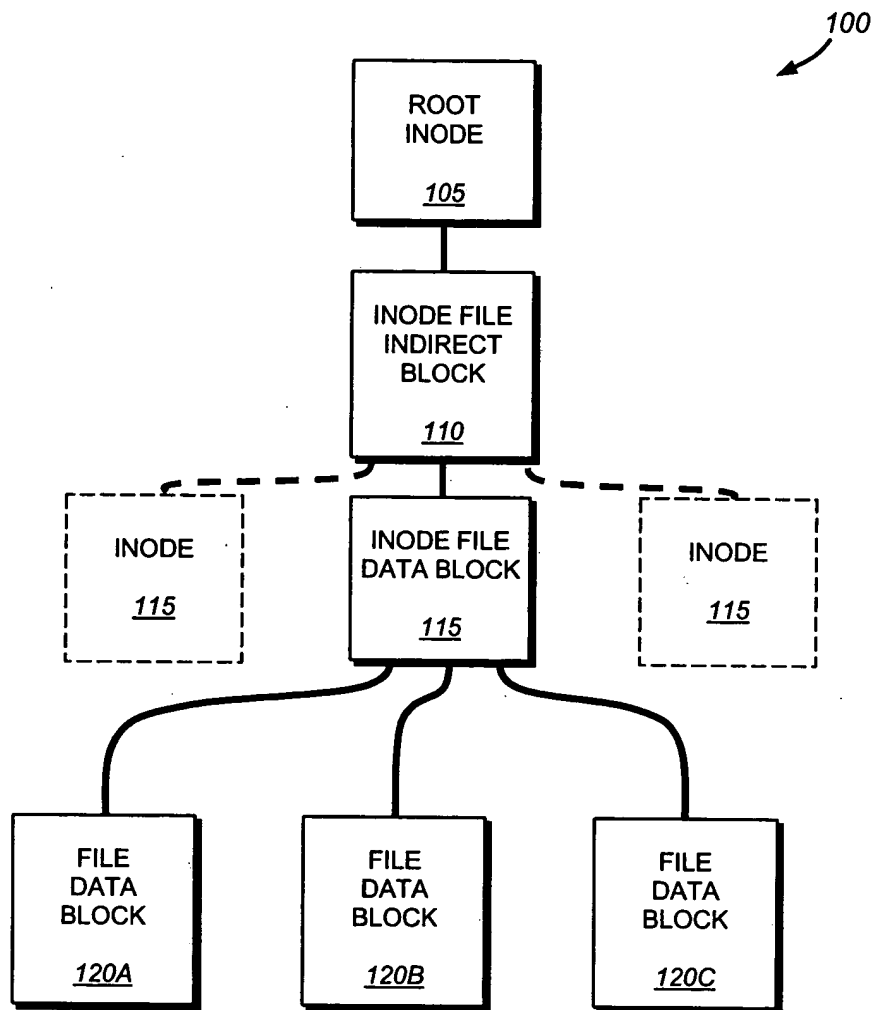 100
ROOT
INODE
105
INODE FILE
INDIRECT
BLOCK
110
INODE
115
INODE FILE
DATA BLOCK
115
INODE
115
FILE
DATA
BLOCK
120A
FILE
DATA
BLOCK
120B
FILE
DATA
BLOCK
120C